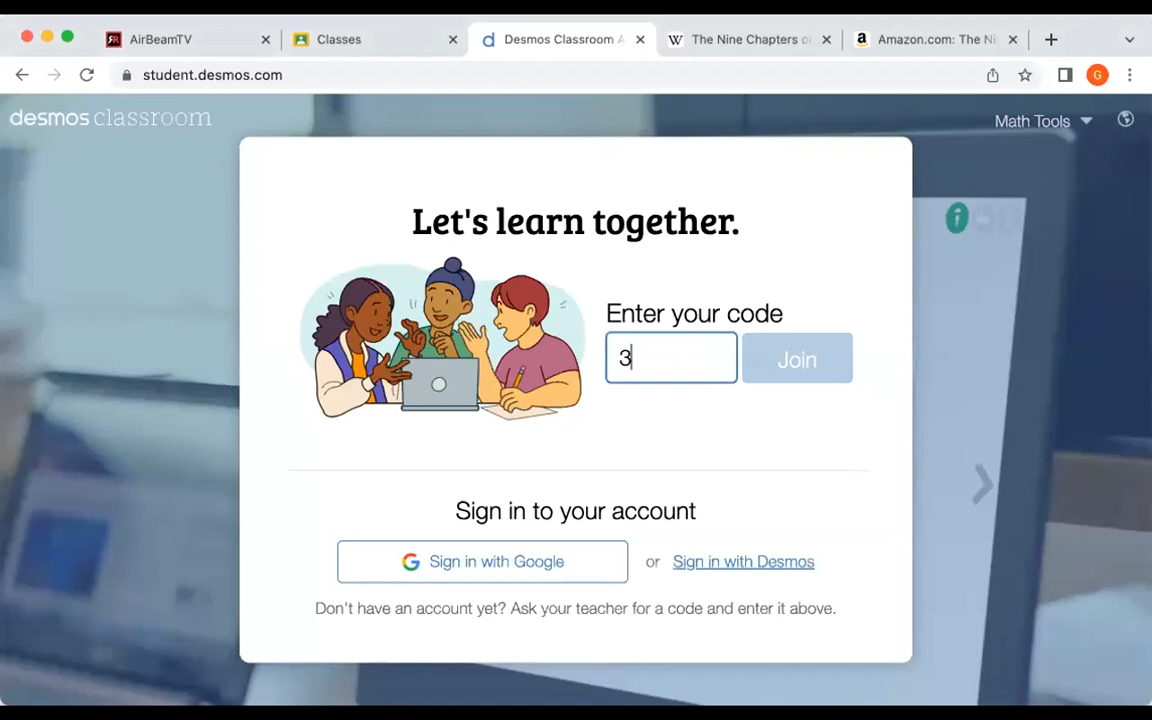 AirBeamTV
Classes
Desmos Classroom
The Nine Chapters o
Amazon.com: The Ni
student.desmos.com
G
desmos classroom
Math Tools
Let's learn together.
Enter your code
3
Join
Sign in to your account
Sign in with Google
or
Sign in with Desmos
Don't have an account yet? Ask your teacher for a code and enter it above.